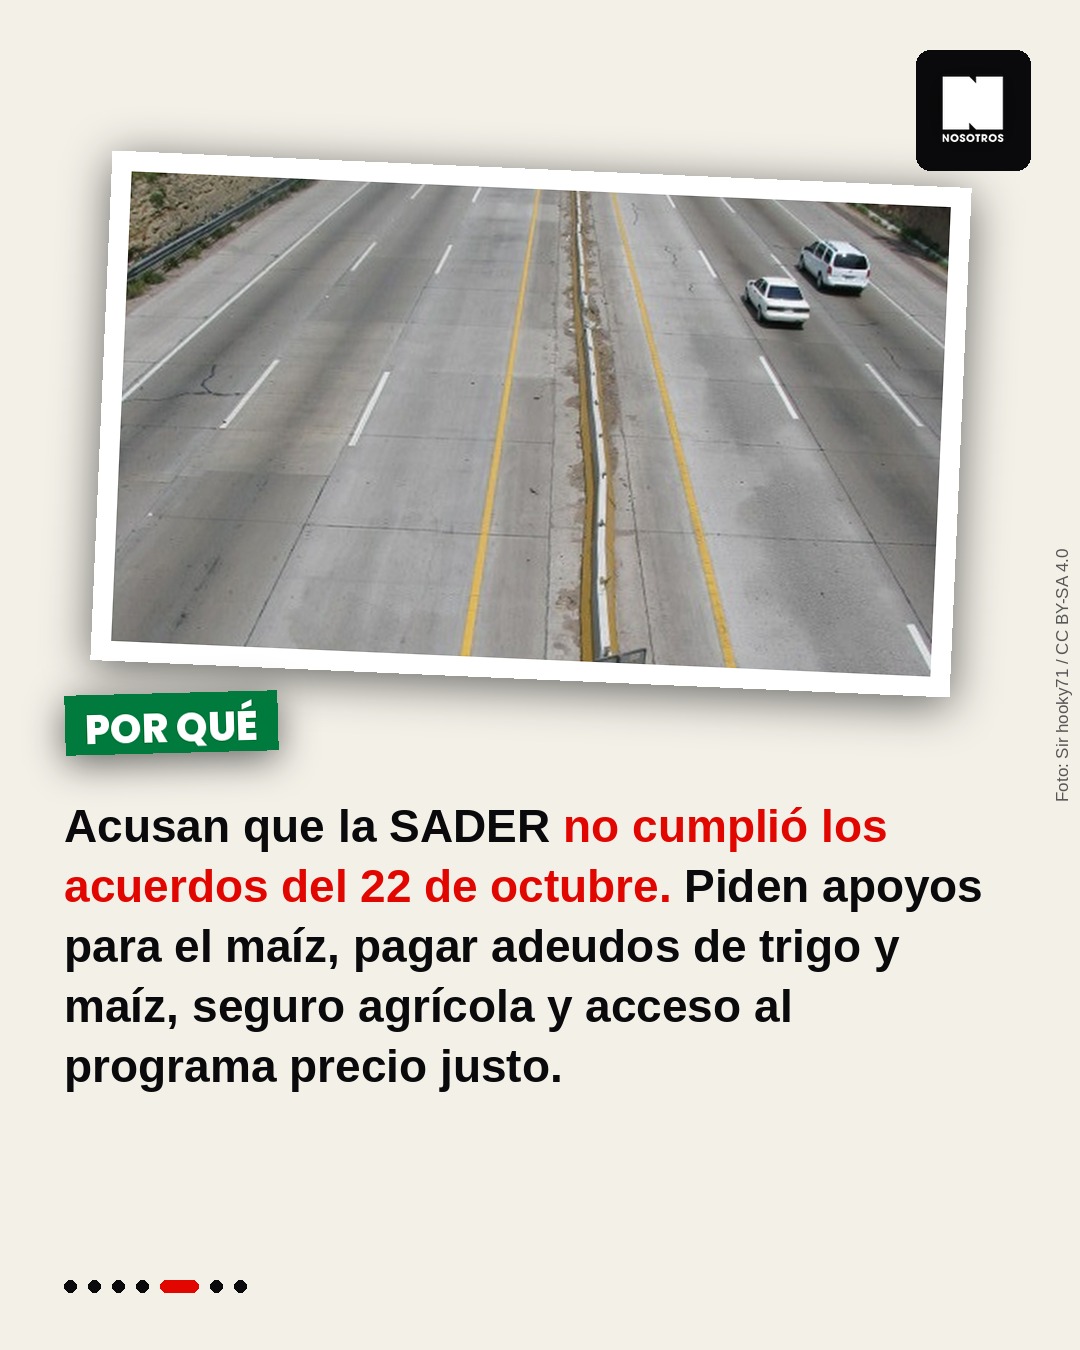 NOSOTROS
Foto: Sir hooky71 / CC BY-SA 4.0
POR QUÉ
Acusan que la SADER no cumplió los
acuerdos del 22 de octubre. Piden apoyos
para el maíz, pagar adeudos de trigo y
maíz, seguro agrícola y acceso al
programa precio justo.